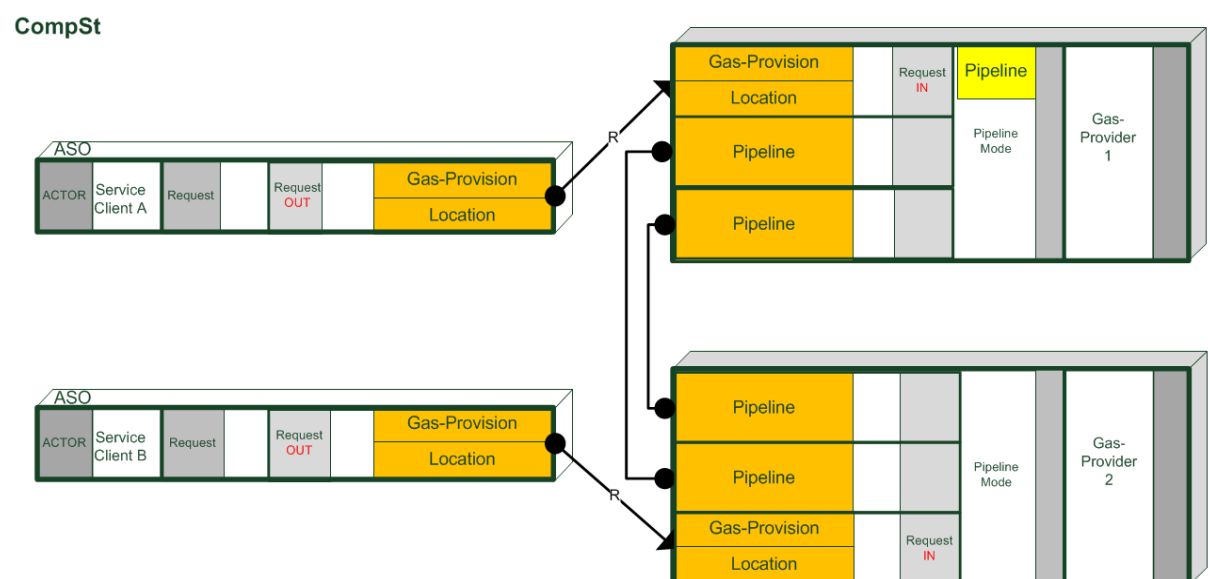 CompSt
ASO
ACTOR
Service
Client A
Request
Request
OUT
Gas-Provision
Location
R
Gas-Provision
Location
Request
IN
Pipeline
Pipeline
Mode
Gas-
Provider
1
Pipeline
Pipeline
ASO
ACTOR
Service
Client B
Request
Request
OUT
Gas-Provision
Location
R
Pipeline
Pipeline
Pipeline
Mode
Gas-
Provider
2
Gas-Provision
Location
Request
IN